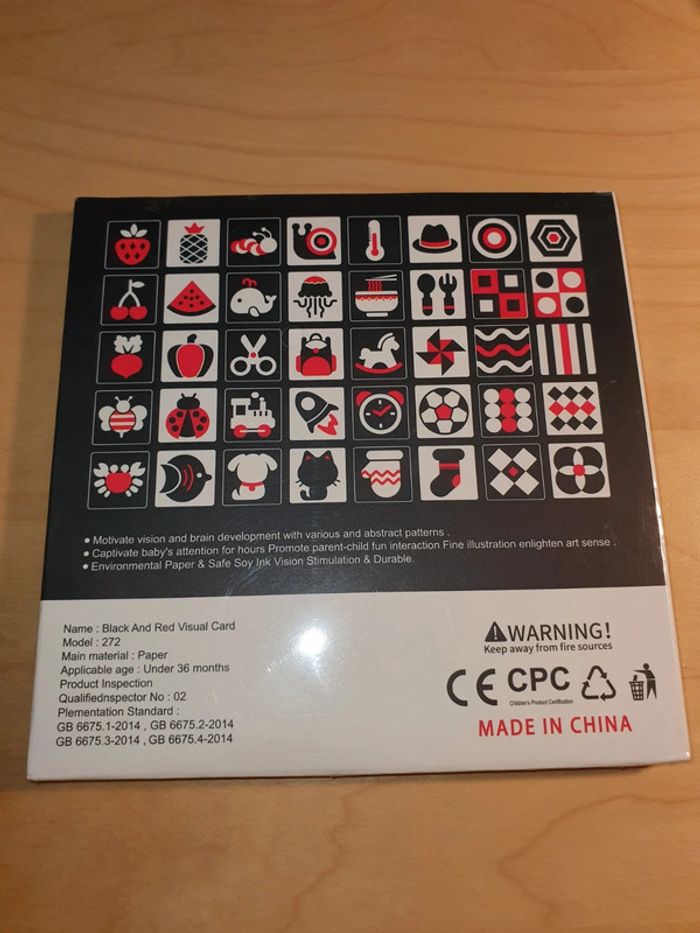 ● Motivate vision and brain development with various and abstract patterns .
● Captivate baby's attention for hours Promote parent-child fun interaction Fine illustration enlighten art sense .
● Environmental Paper & Safe Soy Ink Vision Stimulation & Durable.
Name : Black And Red Visual Card
Model : 272
Main material : Paper
Applicable age : Under 36 months
Product Inspection
Qualifiednspector No : 02
Plementation Standard :
GB 6675.1-2014 , GB 6675.2-2014
GB 6675.3-2014 , GB 6675.4-2014
WARNING!
Keep away from fire sources
CE CPC
Children's Product Certification
MADE IN CHINA